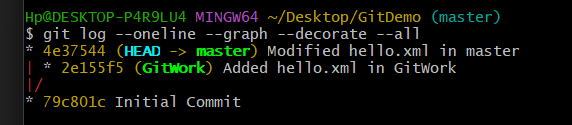 Hp@DESKTOP-P4R9LU4 MINGW64 ~/Desktop/GitDemo (master)
$ git log --oneline --graph --decorate --all
* 4e37544 (HEAD -> master) Modified hello.xml in master
| * 2e155f5 (GitWork) Added hello.xml in GitWork
|/
* 79c801c Initial Commit